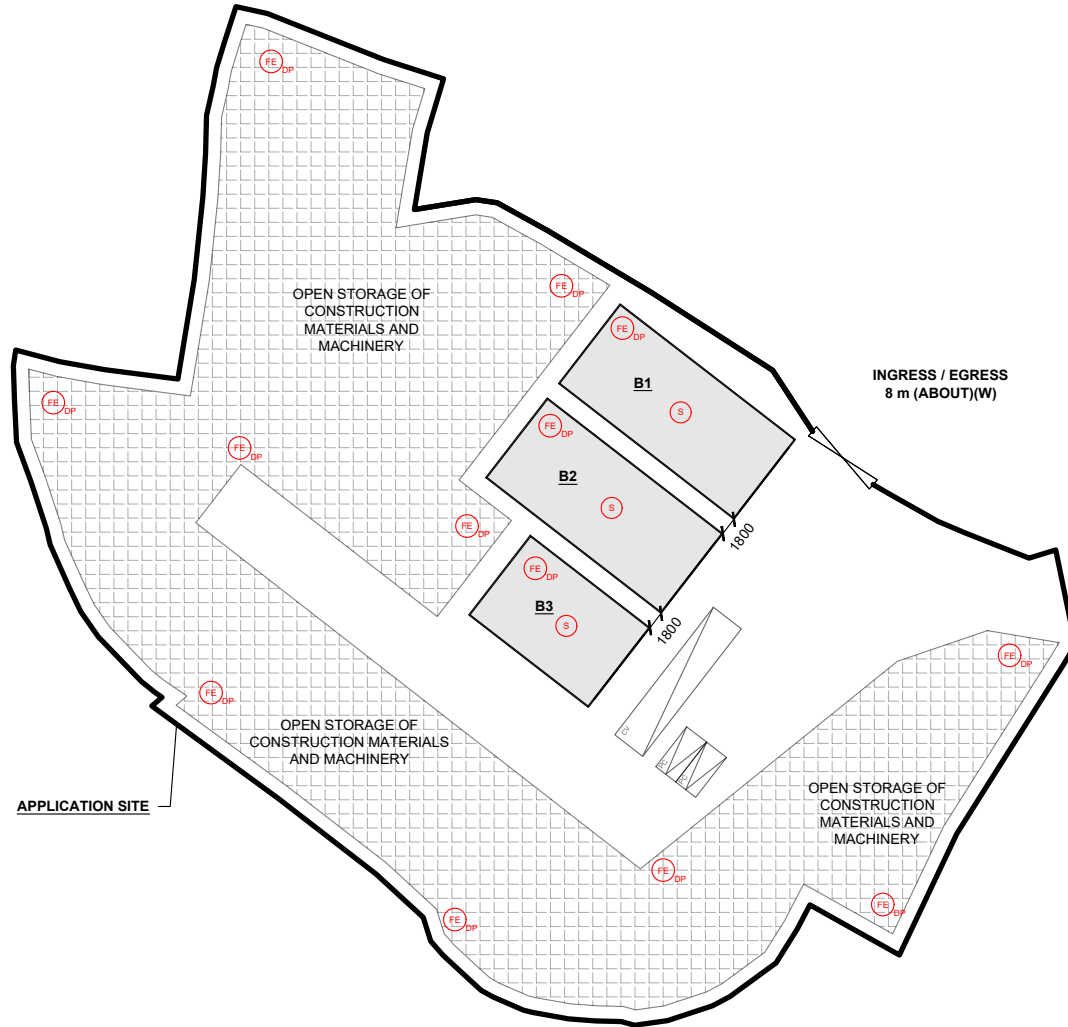 FE
DP
OPEN STORAGE OF
CONSTRUCTION
MATERIALS AND
MACHINERY
FE
DP
FE
DP
B1
S
INGRESS / EGRESS
8 m (ABOUT)(W)
FE
DP
FE
DP
FE
DP
B2
S
FE
DP
1800
FE
DP
B3
S
1800
FE
DP
FE
DP
OPEN STORAGE OF
CONSTRUCTION MATERIALS
AND MACHINERY
CV
PC
PC
APPLICATION SITE
OPEN STORAGE OF
CONSTRUCTION
MATERIALS AND
MACHINERY
FE
DP
FE
DP
FE
DP